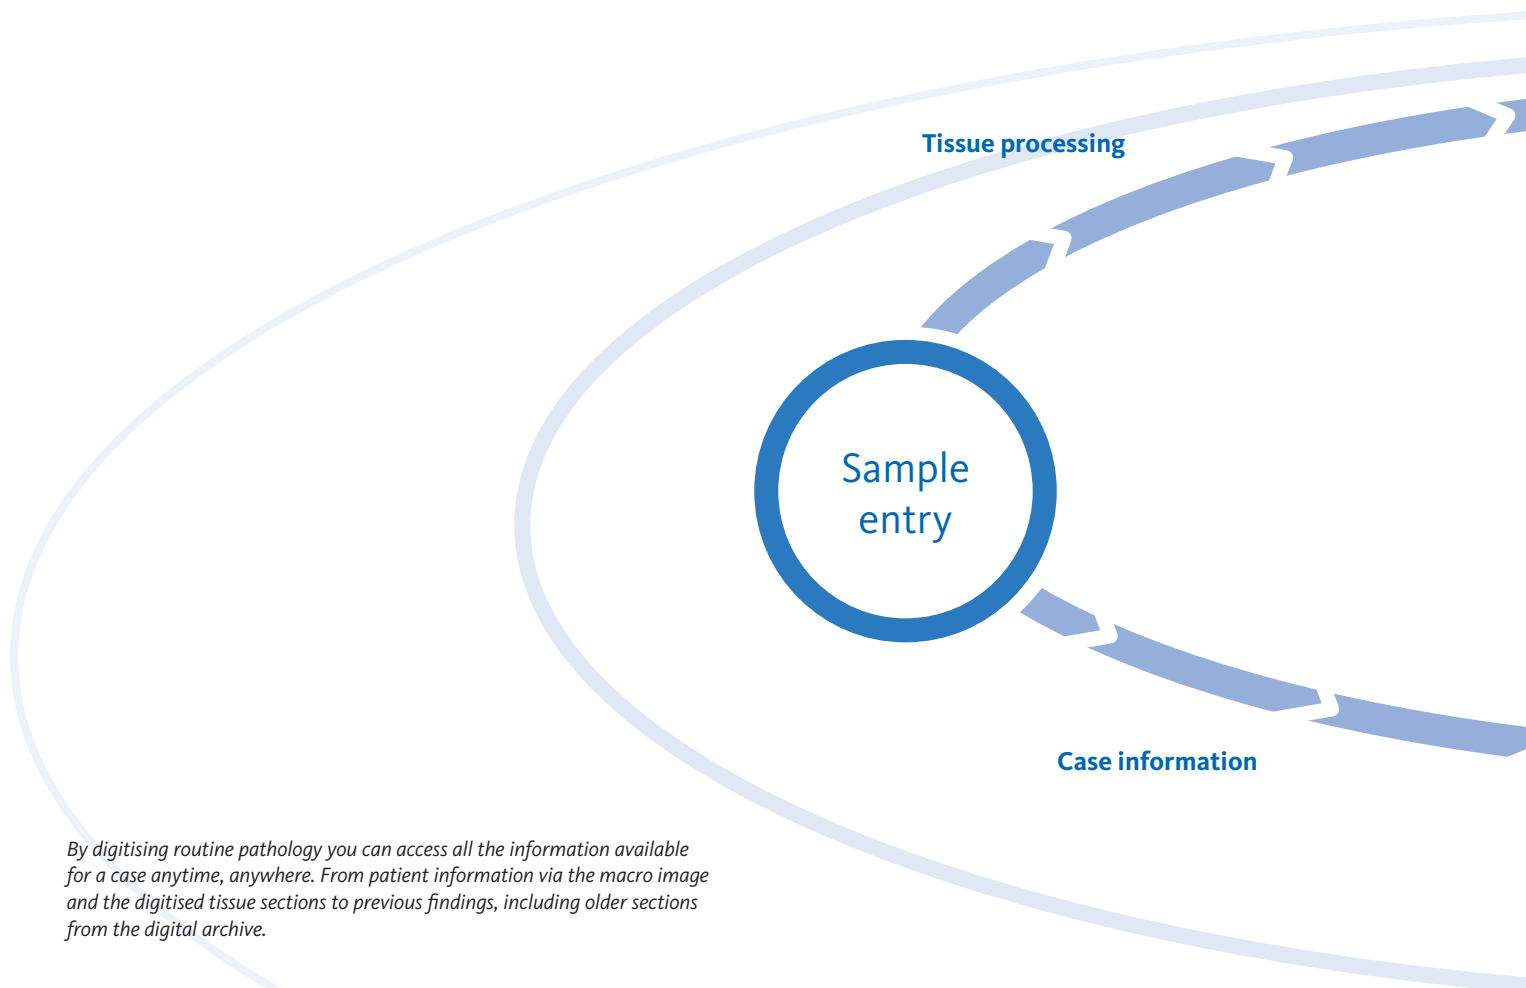 Tissue processing
Sample
entry
Case information
By digitising routine pathology you can access all the information available
for a case anytime, anywhere. From patient information via the macro image
and the digitised tissue sections to previous findings, including older sections
from the digital archive.